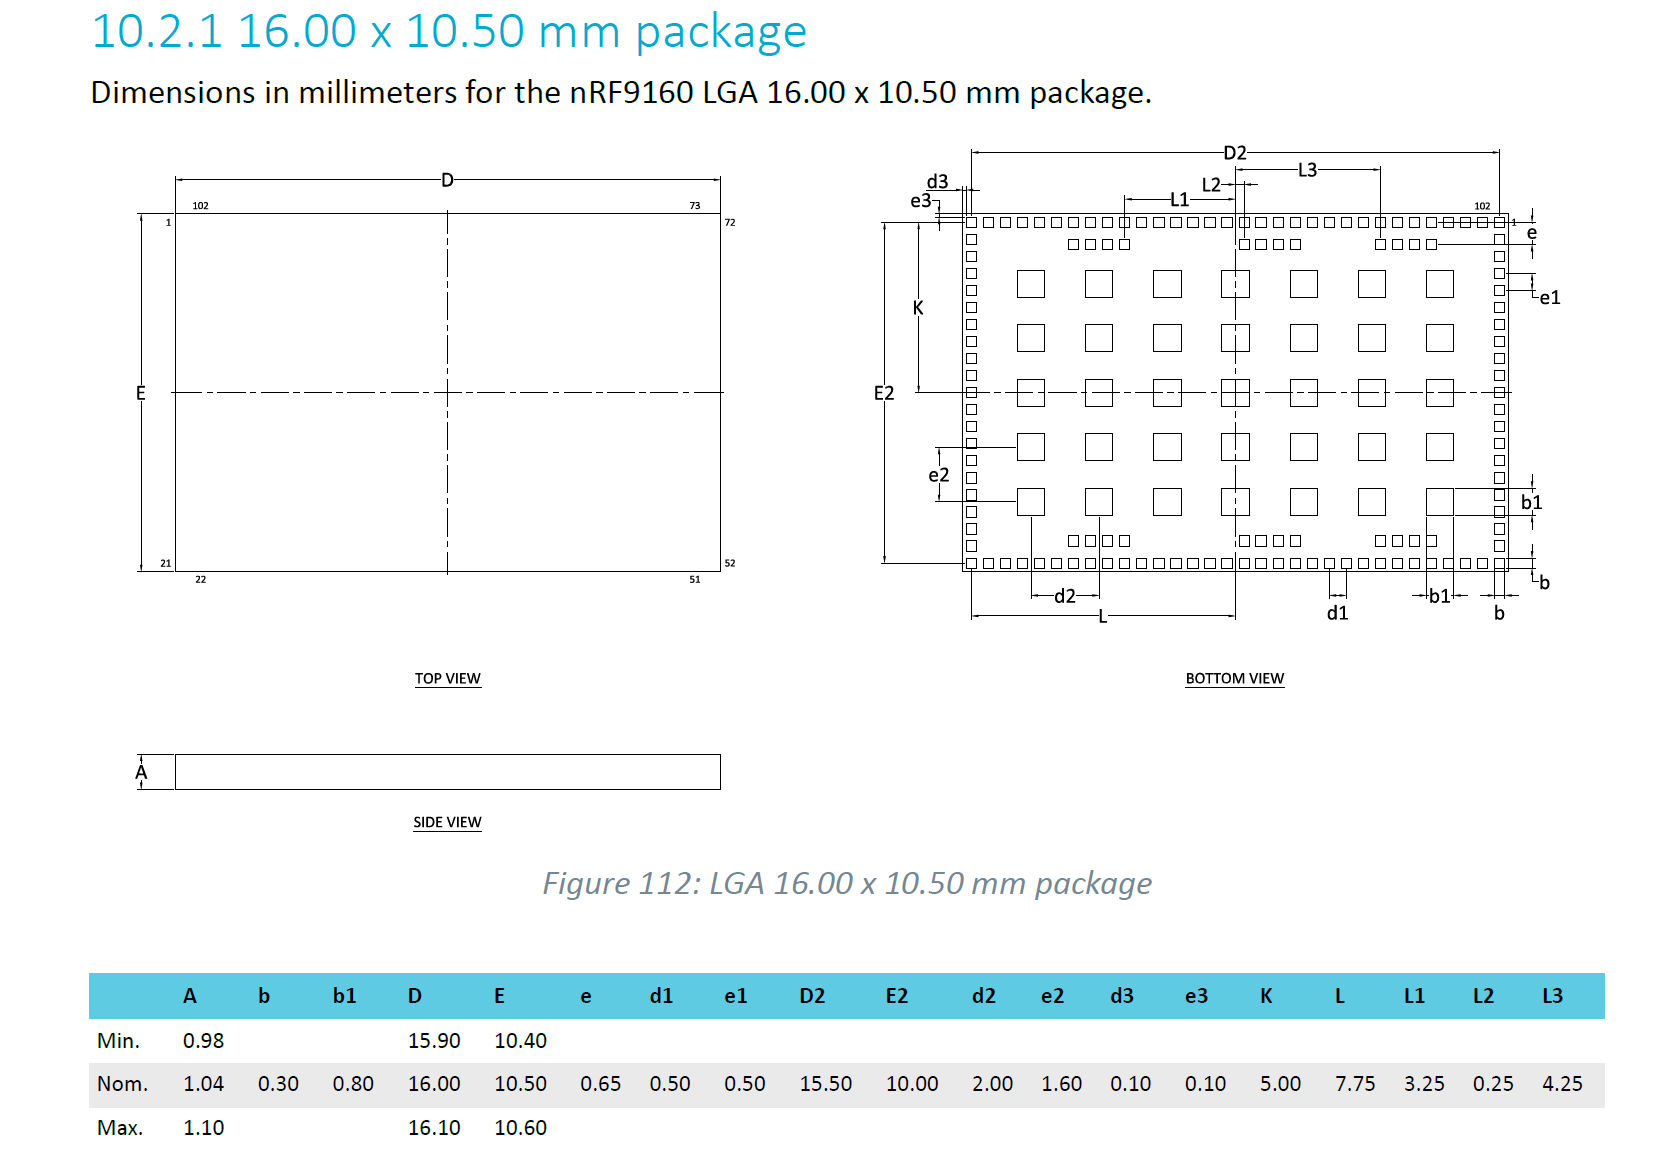 10.2.1 16.00 x 10.50 mm package
Dimensions in millimeters for the nRF9160 LGA 16.00 x 10.50 mm package.
D
102 73
1 72
E
21 52
22 51
TOP VIEW
D2
L3
d3 L2
e3 L1
102
1
e
e1
K
E2
e2
b1
d2 b1 b
L d1 b
BOTTOM VIEW
A
SIDE VIEW
Figure 112: LGA 16.00 x 10.50 mm package
A b b1 D E e d1 e1 D2 E2 d2 e2 d3 e3 K L L1 L2 L3
Min. 0.98 15.90 10.40
Nom. 1.04 0.30 0.80 16.00 10.50 0.65 0.50 0.50 15.50 10.00 2.00 1.60 0.10 0.10 5.00 7.75 3.25 0.25 4.25
Max. 1.10 16.10 10.60